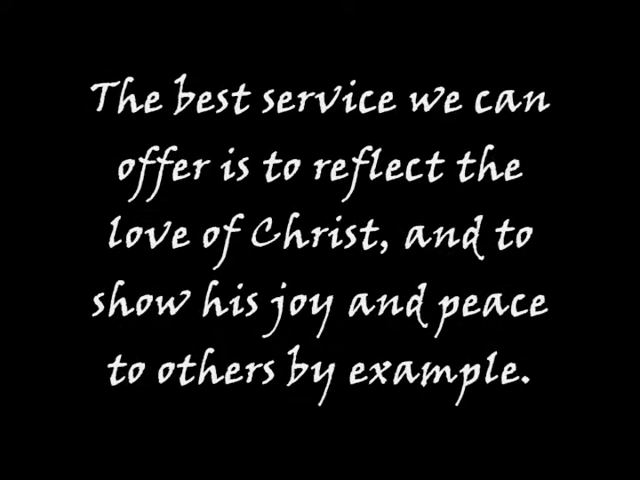 The best service we can
offer is to reflect the
love of Christ, and to
show his joy and peace
to others by example.